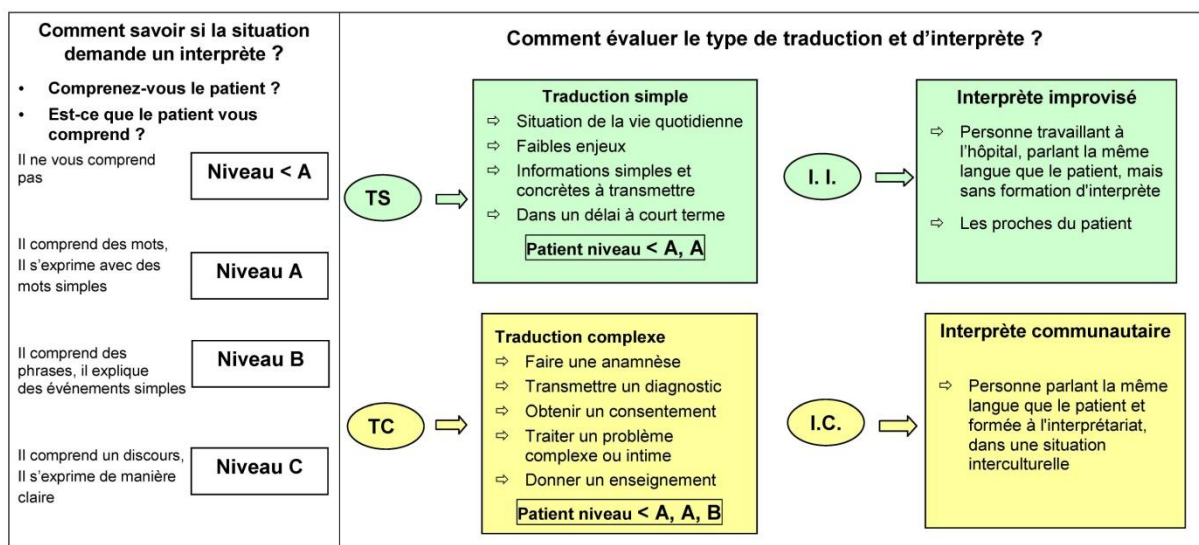 Comment savoir si la situation
demande un interprète ?
• Comprenez-vous le patient ?
• Est-ce que le patient vous
comprend ?
Il ne vous comprend
pas
Niveau < A
Il comprend des mots,
Il s’exprime avec des
mots simples
Niveau A
Il comprend des
phrases, il explique
des événements simples
Niveau B
Il comprend un discours,
Il s’exprime de manière
claire
Niveau C
Comment évaluer le type de traduction et d’interprète ?
TS
Traduction simple
⇨ Situation de la vie quotidienne
⇨ Faibles enjeux
⇨ Informations simples et
concrètes à transmettre
⇨ Dans un délai à court terme
Patient niveau < A, A
I. I.
Interprète improvisé
⇨ Personne travaillant à
l’hôpital, parlant la même
langue que le patient, mais
sans formation d'interprète
⇨ Les proches du patient
TC
Traduction complexe
⇨ Faire une anamnèse
⇨ Transmettre un diagnostic
⇨ Obtenir un consentement
⇨ Traiter un problème
complexe ou intime
⇨ Donner un enseignement
Patient niveau < A, A, B
I.C.
Interprète communautaire
⇨ Personne parlant la même
langue que le patient et
formée à l'interprétariat,
dans une situation
interculturelle